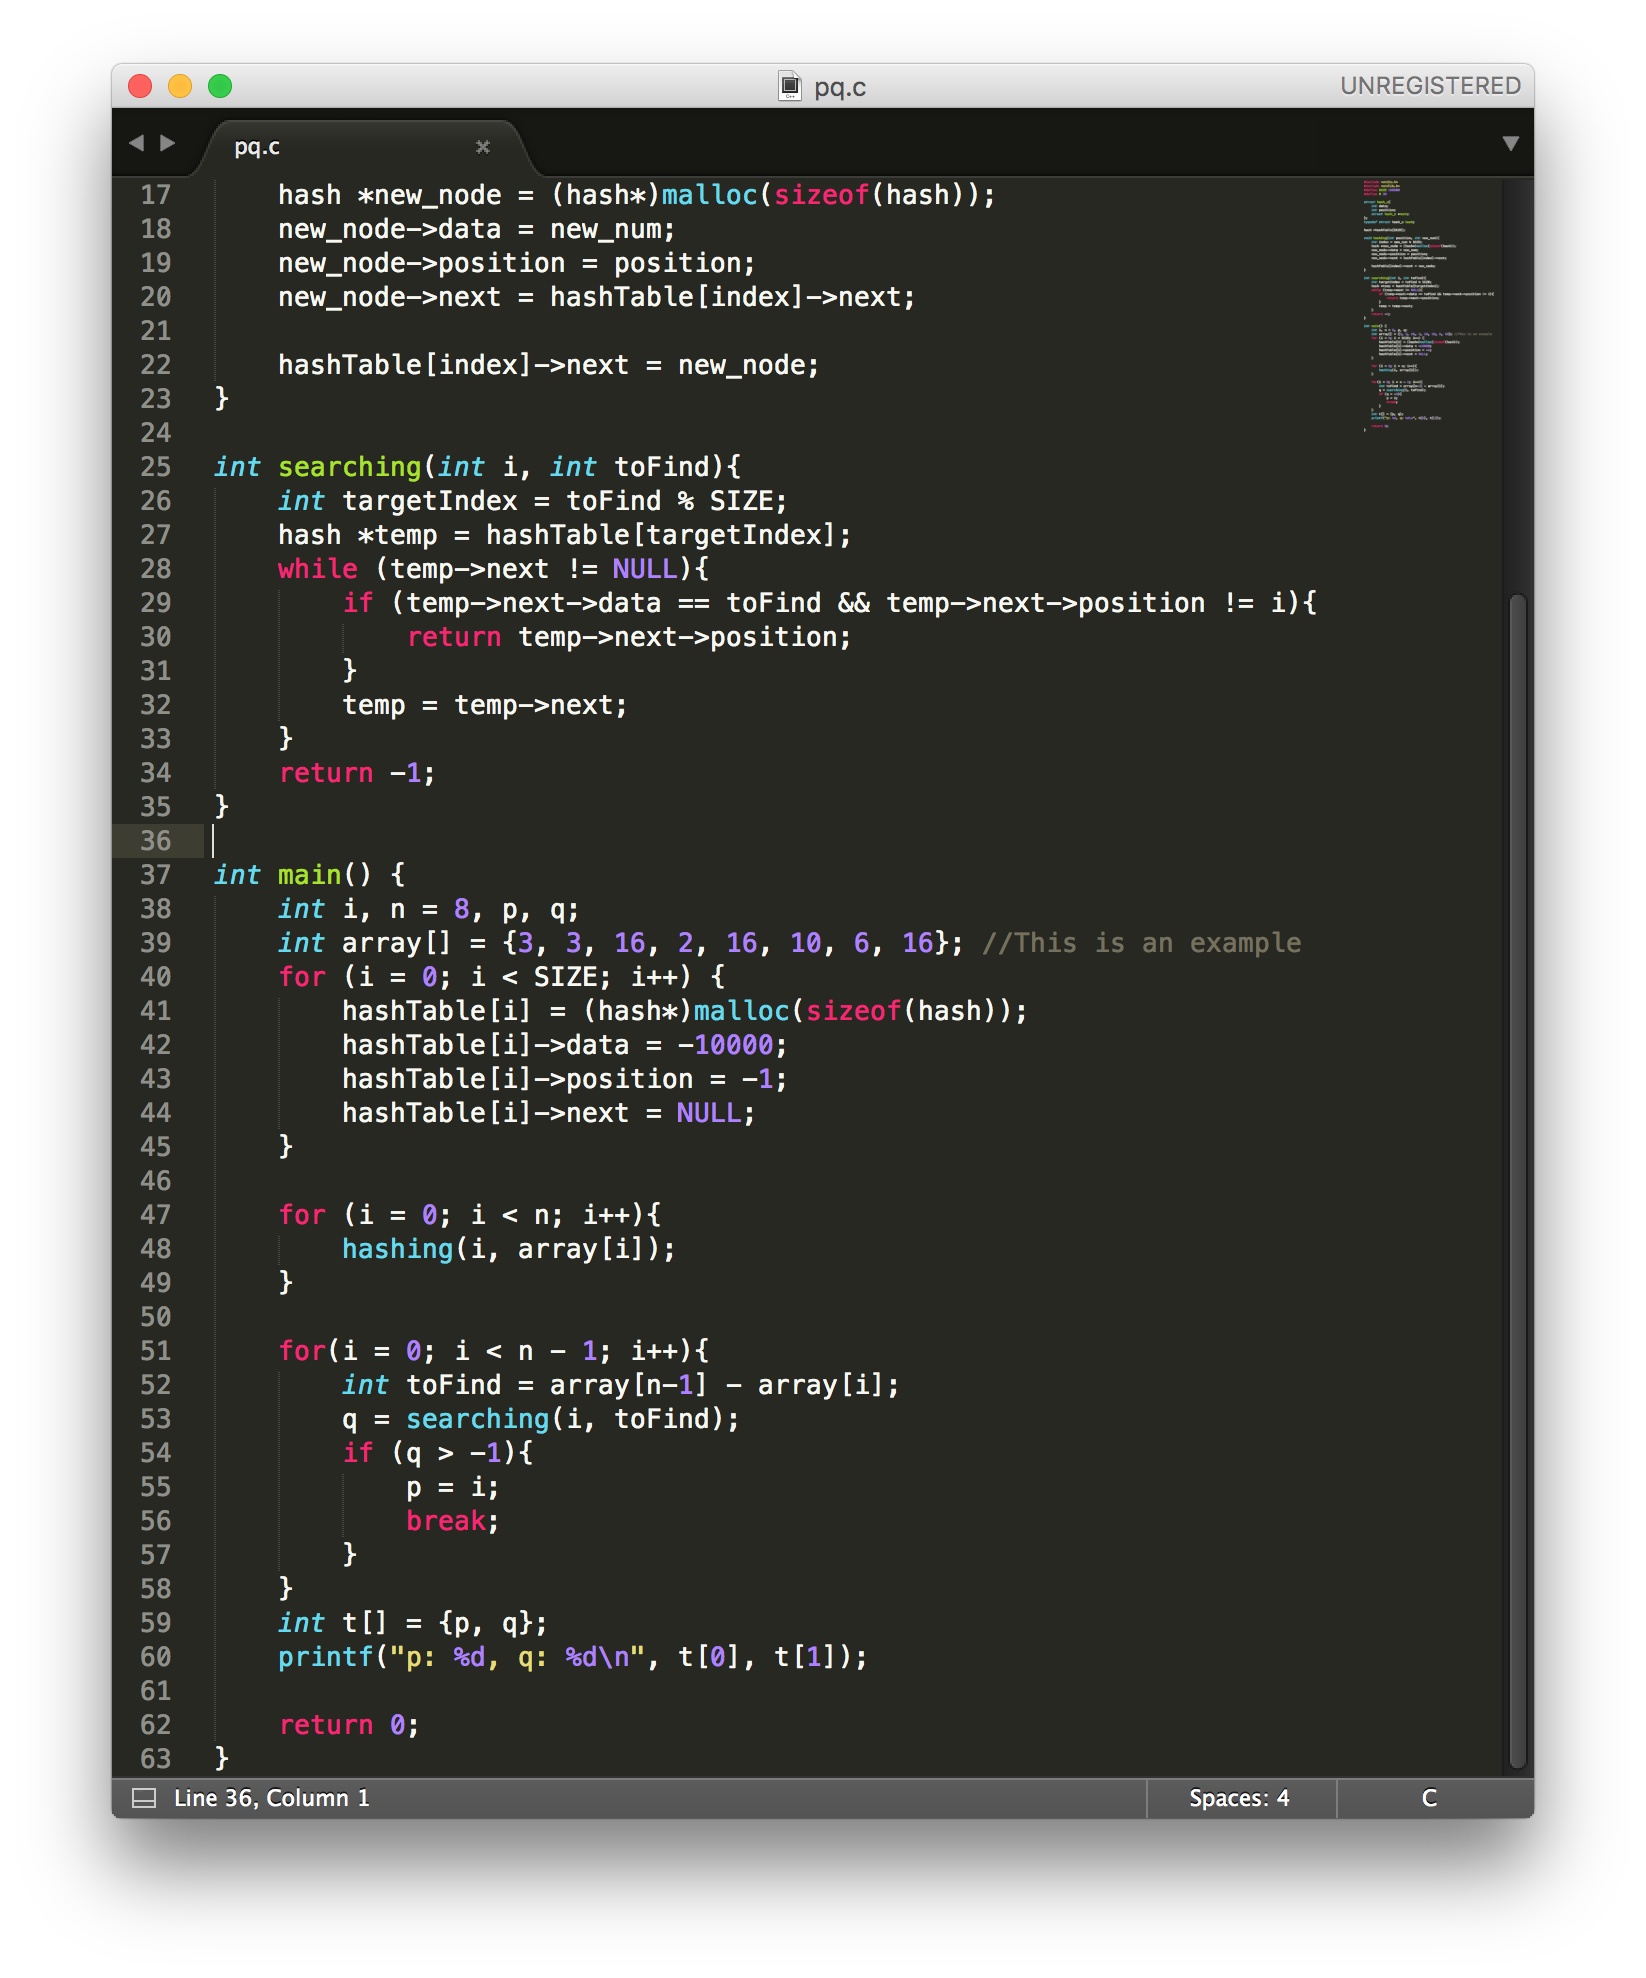 pq.c
UNREGISTERED
pq.c
17 hash *new_node = (hash*)malloc(sizeof(hash));
18 new_node->data = new_num;
19 new_node->position = position;
20 new_node->next = hashTable[index]->next;
21
22 hashTable[index]->next = new_node;
23 }
24
25 int searching(int i, int toFind){
26 int targetIndex = toFind % SIZE;
27 hash *temp = hashTable[targetIndex];
28 while (temp->next != NULL){
29 if (temp->next->data == toFind && temp->next->position != i){
30 return temp->next->position;
31 }
32 temp = temp->next;
33 }
34 return -1;
35 }
36
37 int main() {
38 int i, n = 8, p, q;
39 int array[] = {3, 3, 16, 2, 16, 10, 6, 16}; //This is an example
40 for (i = 0; i < SIZE; i++) {
41 hashTable[i] = (hash*)malloc(sizeof(hash));
42 hashTable[i]->data = -10000;
43 hashTable[i]->position = -1;
44 hashTable[i]->next = NULL;
45 }
46
47 for (i = 0; i < n; i++){
48 hashing(i, array[i]);
49 }
50
51 for(i = 0; i < n - 1; i++){
52 int toFind = array[n-1] - array[i];
53 q = searching(i, toFind);
54 if (q > -1){
55 p = i;
56 break;
57 }
58 }
59 int t[] = {p, q};
60 printf("p: %d, q: %d\n", t[0], t[1]);
61
62 return 0;
63 }
Line 36, Column 1
Spaces: 4
C